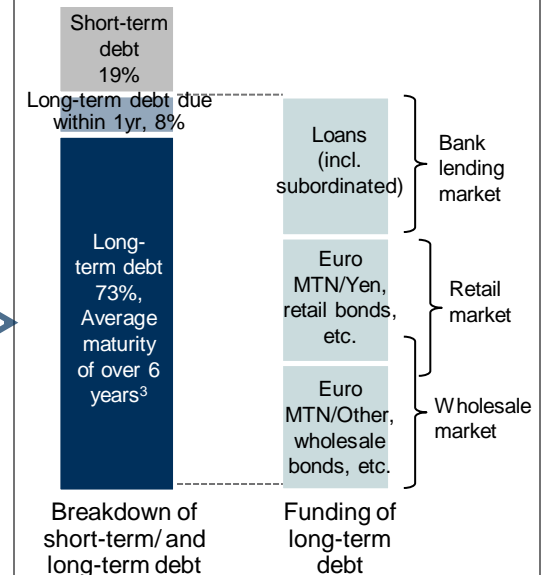 Short-term
debt
19%
Long-term debt due
within 1yr, 8%
Long-
term debt
73%,
Average
maturity
of over 6
years3
Breakdown of
short-term/ and
long-term debt
Loans
(incl.
subordinated)
Euro
MTN/Yen,
retail bonds,
etc.
Euro
MTN/Other,
wholesale
bonds, etc.
Funding of
long-term
debt
Bank
lending
market
Retail
market
Wholesale
market